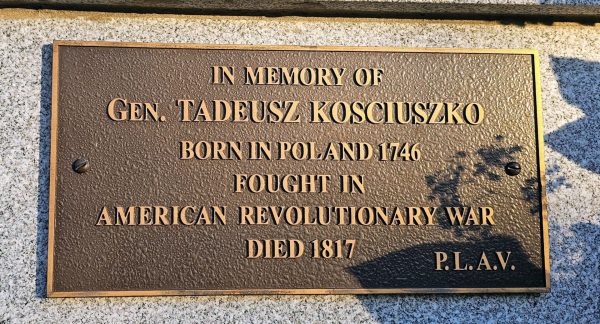 IN MEMORY OF
GEN. TADEUSZ KOSCIUSZKO
BORN IN POLAND 1746
FOUGHT IN
AMERICAN REVOLUTIONARY WAR
DIED 1817
P.L.A.V.